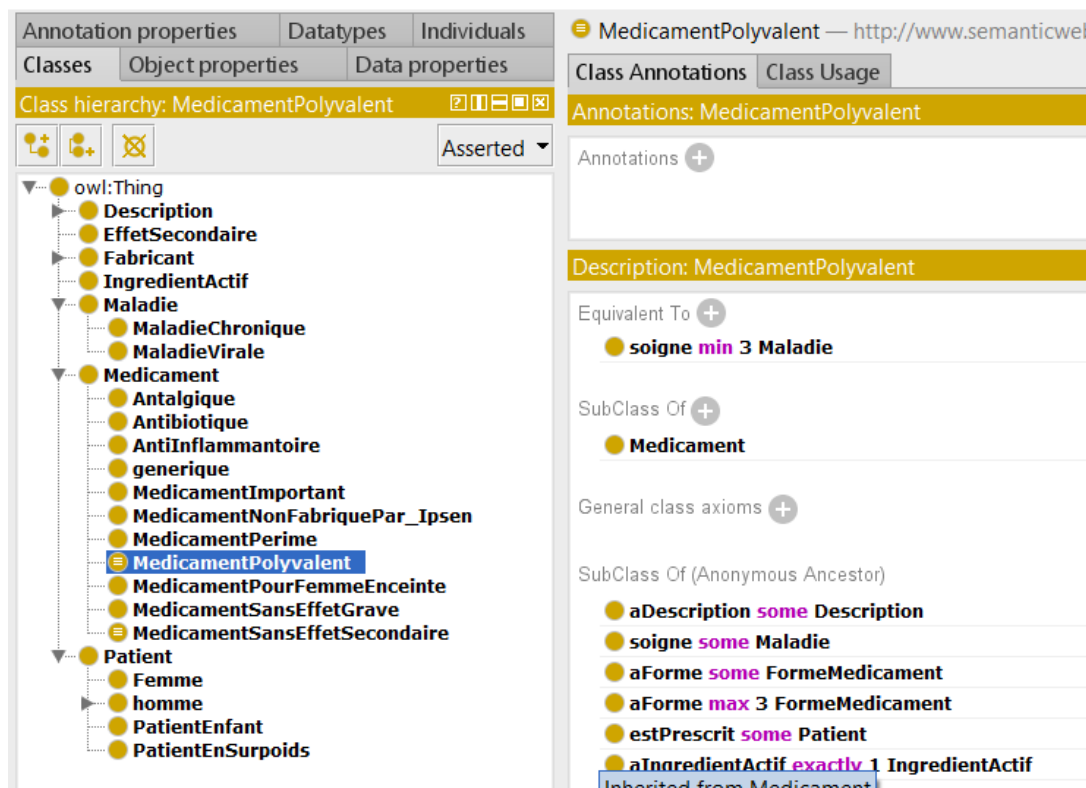 Annotation properties Datatypes Individuals
Classes Object properties Data properties
Class hierarchy: MedicamentPolyvalent
Asserted
owl:Thing
Description
EffetSecondaire
Fabricant
IngredientActif
Maladie
MaladieChronique
MaladieVirale
Medicament
Antalgique
Antibiotique
AntiInflammantoire
generique
MedicamentImportant
MedicamentNonFabriquePar_Ipsen
MedicamentPerime
MedicamentPolyvalent
MedicamentPourFemmeEnceinte
MedicamentSansEffetGrave
MedicamentSansEffetSecondaire
Patient
Femme
homme
PatientEnfant
PatientEnSurpoids
MedicamentPolyvalent — http://www.semanticweb
Class Annotations Class Usage
Annotations: MedicamentPolyvalent
Annotations
Description: MedicamentPolyvalent
Equivalent To
soigne min 3 Maladie
SubClass Of
Medicament
General class axioms
SubClass Of (Anonymous Ancestor)
aDescription some Description
soigne some Maladie
aForme some FormeMedicament
aForme max 3 FormeMedicament
estPrescrit some Patient
aIngredientActif exactly 1 IngredientActif
Inherited from Medicament